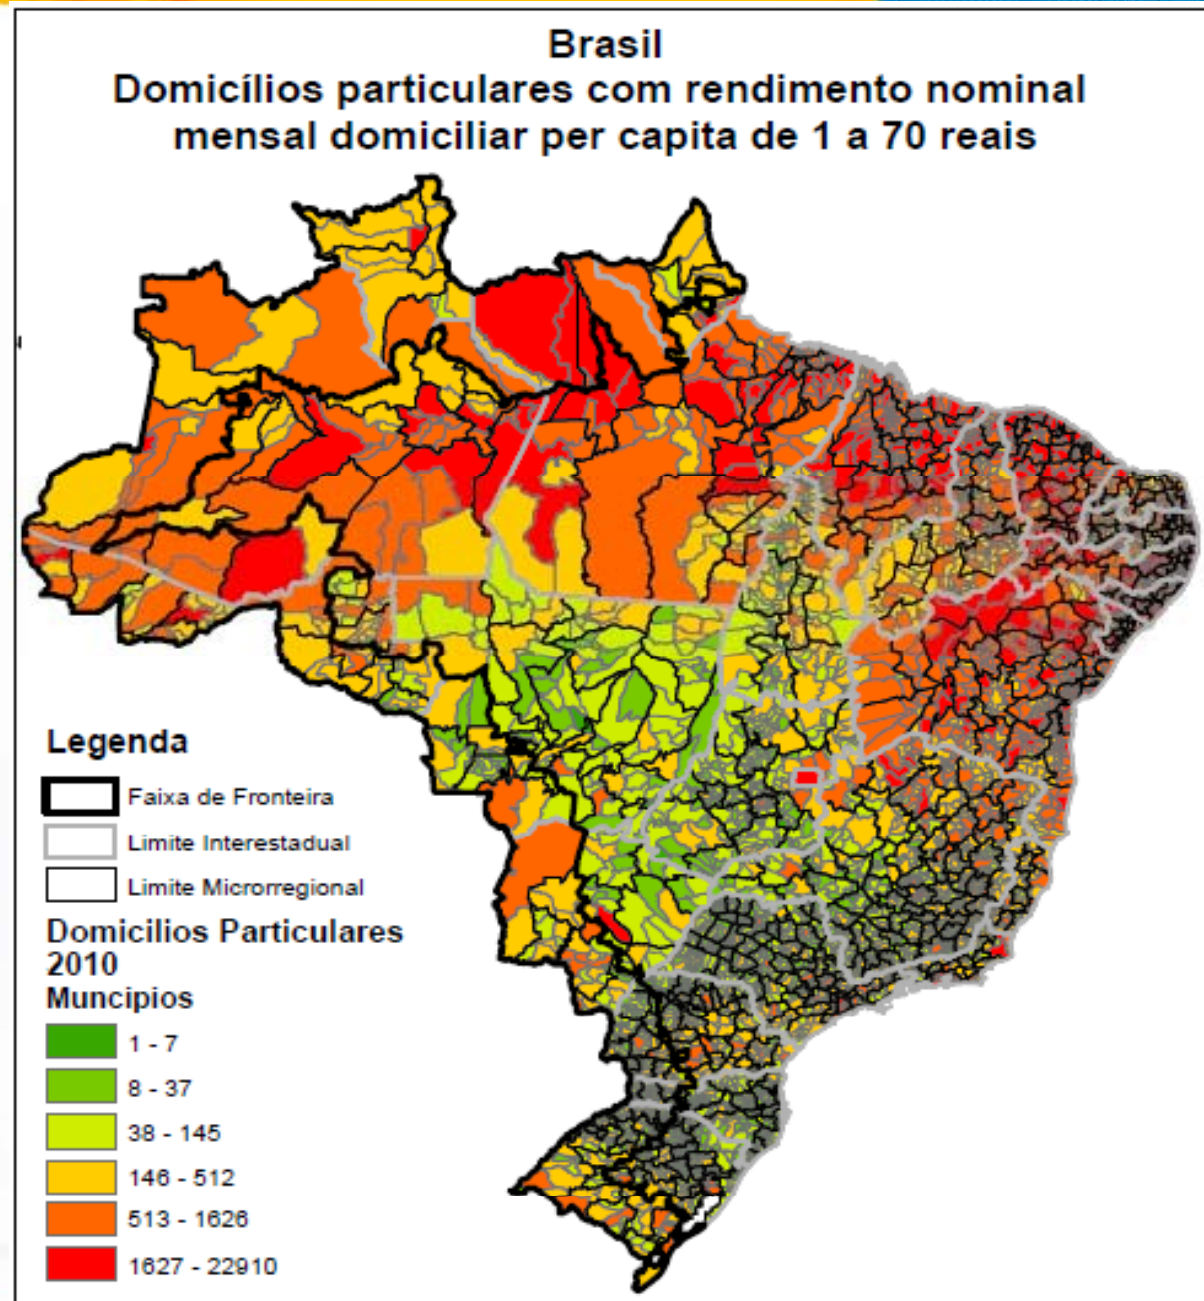 Brasil
Domicílios particulares com rendimento nominal
mensal domiciliar per capita de 1 a 70 reais
Legenda
Faixa de Fronteira
Limite Interestadual
Limite Microrregional
Domicilios Particulares
2010
Muncipios
1 - 7
8 - 37
38 - 145
146 - 512
513 - 1626
1627 - 22910